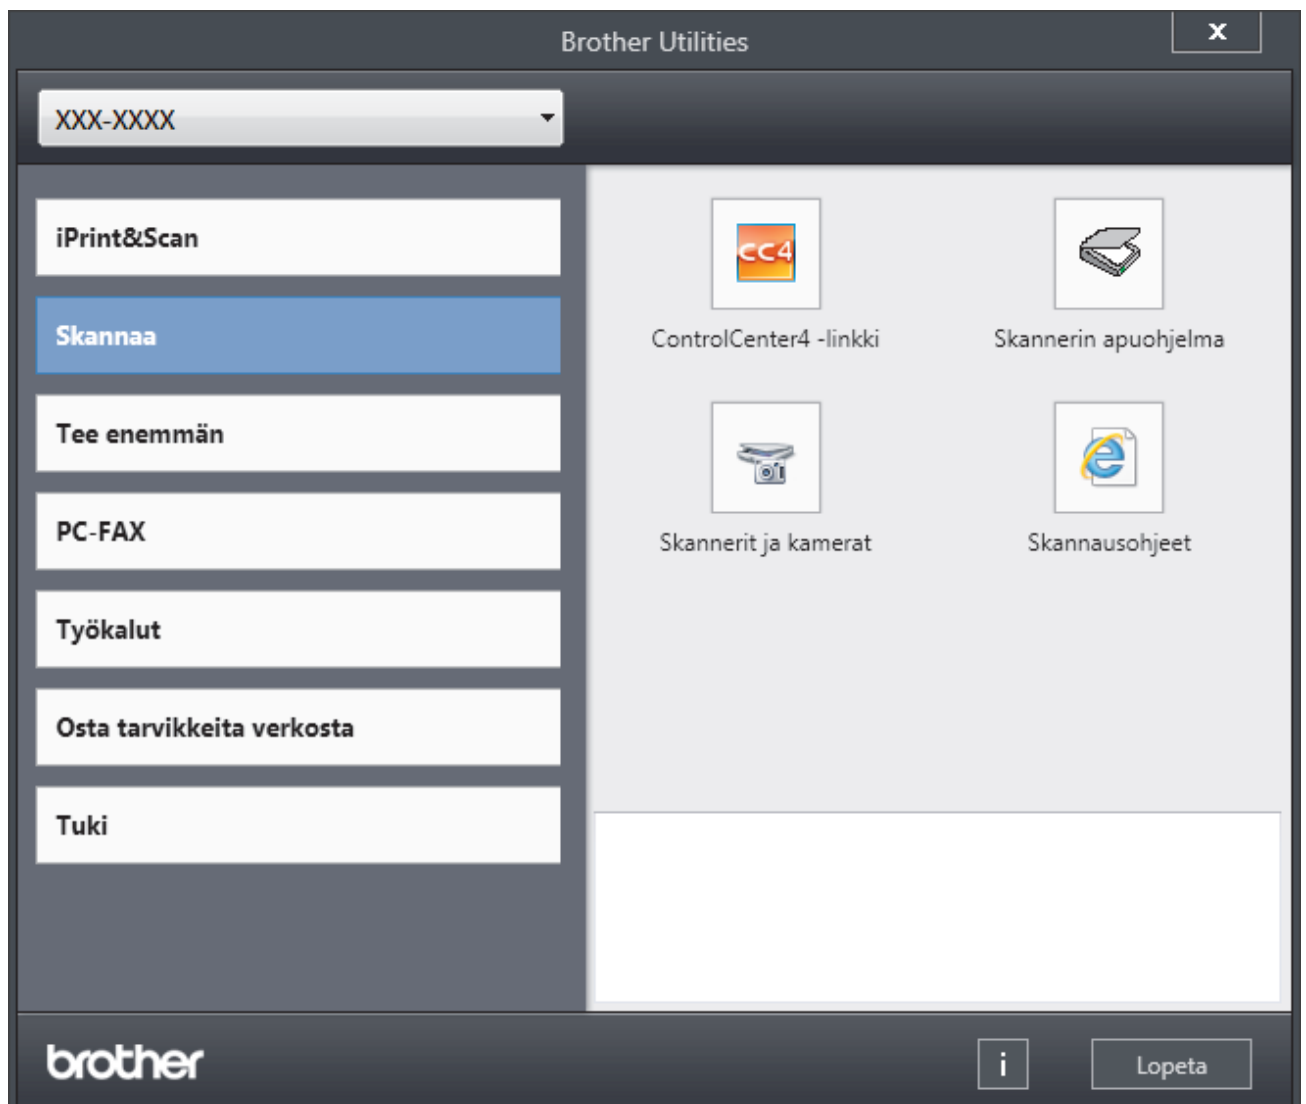 Brother Utilities
x
XXX-XXXX
iPrint&Scan
Skannaa
Tee enemmän
PC-FAX
Työkalut
Osta tarvikkeita verkosta
Tuki
CC4
ControlCenter4 -linkki
Skannerin apuohjelma
Skannerit ja kamerat
Skannausohjeet
brother
i
Lopeta